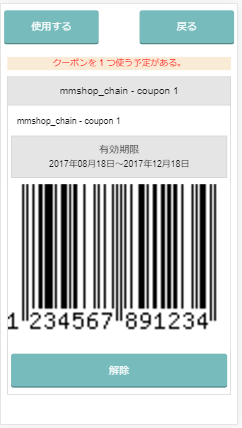 使用する
戻る
クーポンを1つ使う予定がある。
mmshop_chain - coupon 1
mmshop_chain - coupon 1
有効期限
2017年08月18日～2017年12月18日
1 234567 891234
解除